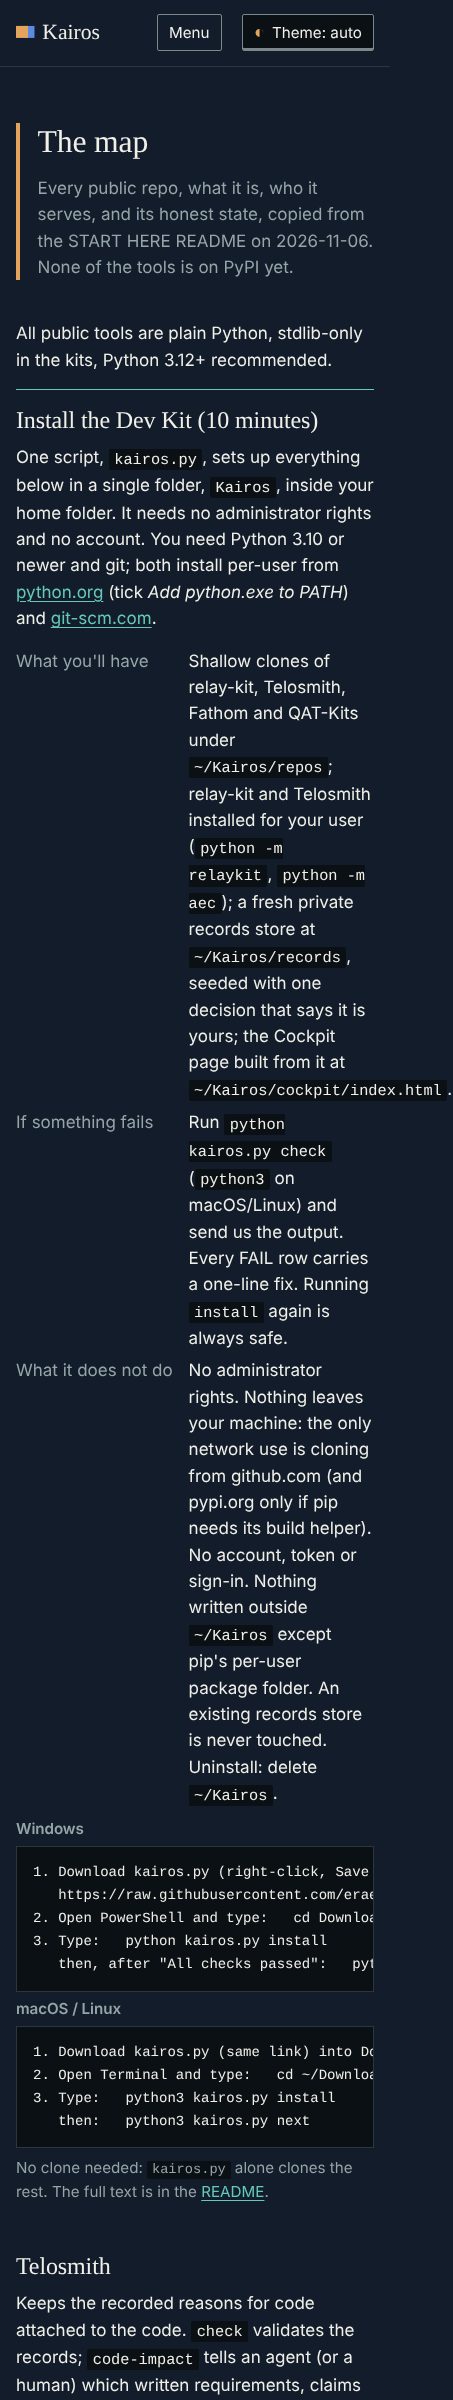 Kairos
Menu
Theme: auto
The map
Every public repo, what it is, who it
serves, and its honest state, copied from
the START HERE README on 2026-11-06.
None of the tools is on PyPI yet.
All public tools are plain Python, stdlib-only
in the kits, Python 3.12+ recommended.
Install the Dev Kit (10 minutes)
One script, kairos.py, sets up everything
below in a single folder, Kairos, inside your
home folder. It needs no administrator rights
and no account. You need Python 3.10 or
newer and git; both install per-user from
python.org (tick Add python.exe to PATH)
and git-scm.com.
What you'll have
Shallow clones of
relay-kit, Telosmith,
Fathom and QAT-Kits
under
~/Kairos/repos;
relay-kit and Telosmith
installed for your user
(python -m
relaykit, python -m
aec); a fresh private
records store at
~/Kairos/records,
seeded with one
decision that says it is
yours; the Cockpit
page built from it at
~/Kairos/cockpit/index.html.
If something fails
Run python
kairos.py check
(python3 on
macOS/Linux) and
send us the output.
Every FAIL row carries
a one-line fix. Running
install again is
always safe.
What it does not do
No administrator
rights. Nothing leaves
your machine: the only
network use is cloning
from github.com (and
pypi.org only if pip
needs its build helper).
No account, token or
sign-in. Nothing
written outside
~/Kairos except
pip's per-user
package folder. An
existing records store
is never touched.
Uninstall: delete
~/Kairos.
Windows
1. Download kairos.py (right-click, Save
https://raw.githubusercontent.com/erae
2. Open PowerShell and type: cd Downloa
3. Type: python kairos.py install
then, after "All checks passed": pyt
macOS / Linux
1. Download kairos.py (same link) into Do
2. Open Terminal and type: cd ~/Downloa
3. Type: python3 kairos.py install
then: python3 kairos.py next
No clone needed: kairos.py alone clones the
rest. The full text is in the README.
Telosmith
Keeps the recorded reasons for code
attached to the code. check validates the
records; code-impact tells an agent (or a
human) which written requirements, claims